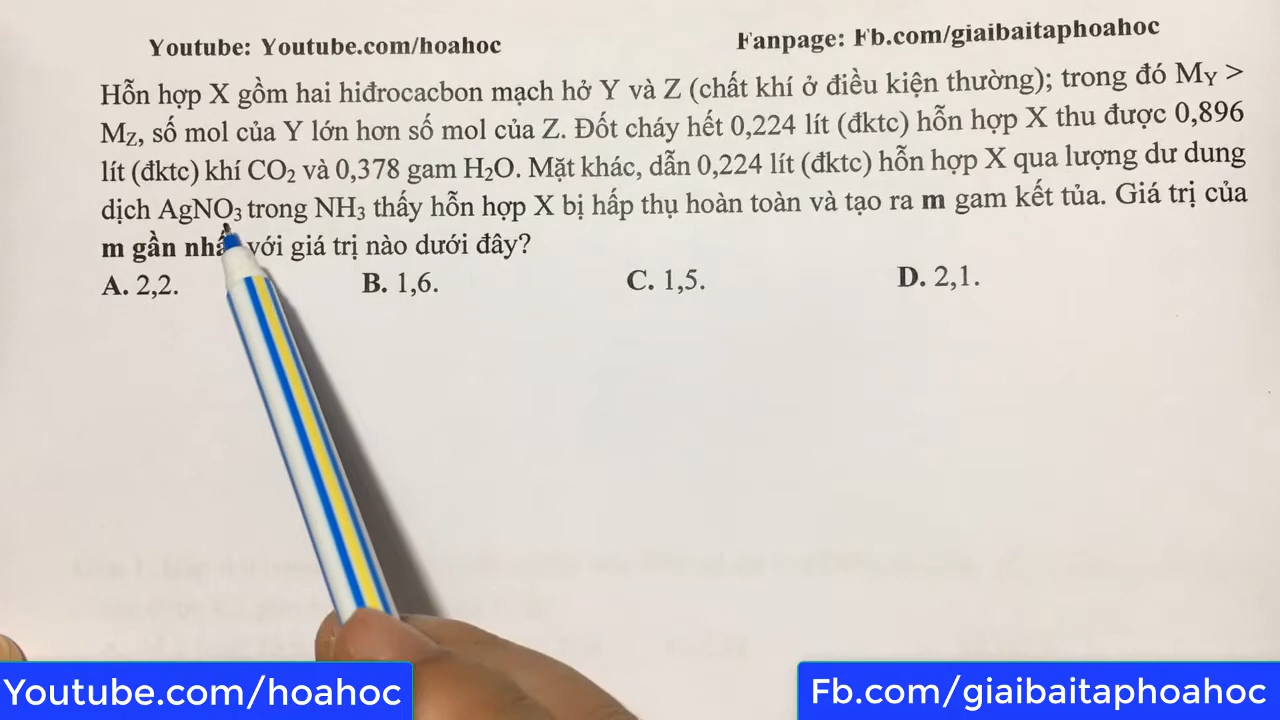 Youtube: Youtube.com/hoahoc
Fanpage: Fb.com/giaibaitaphoahoc
Hỗn hợp X gồm hai hiđrocacbon mạch hở Y và Z (chất khí ở điều kiện thường); trong đó M_Y >
M_Z, số mol của Y lớn hơn số mol của Z. Đốt cháy hết 0,224 lít (đktc) hỗn hợp X thu được 0,896
lít (đktc) khí CO₂ và 0,378 gam H₂O. Mặt khác, dẫn 0,224 lít (đktc) hỗn hợp X qua lượng dư dung
dịch AgNO₃ trong NH₃ thấy hỗn hợp X bị hấp thụ hoàn toàn và tạo ra m gam kết tủa. Giá trị của
m gần nhất với giá trị nào dưới đây?
A. 2,2. B. 1,6. C. 1,5. D. 2,1.
Youtube.com/hoahoc
Fb.com/giaibaitaphoahoc